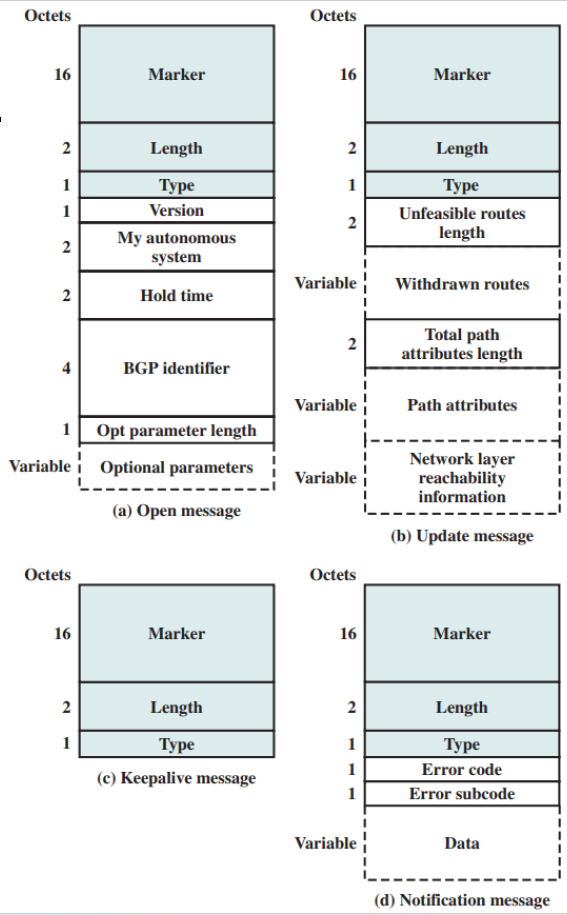 Octets
16 Marker
2 Length
1 Type
1 Version
2 My autonomous
system
2 Hold time
4 BGP identifier
1 Opt parameter length
Variable Optional parameters
(a) Open message
Octets
16 Marker
2 Length
1 Type
2 Unfeasible routes
length
Variable Withdrawn routes
2 Total path
attributes length
Variable Path attributes
Variable Network layer
reachability
information
(b) Update message
Octets
16 Marker
2 Length
1 Type
(c) Keepalive message
Octets
16 Marker
2 Length
1 Type
1 Error code
1 Error subcode
Variable Data
(d) Notification message